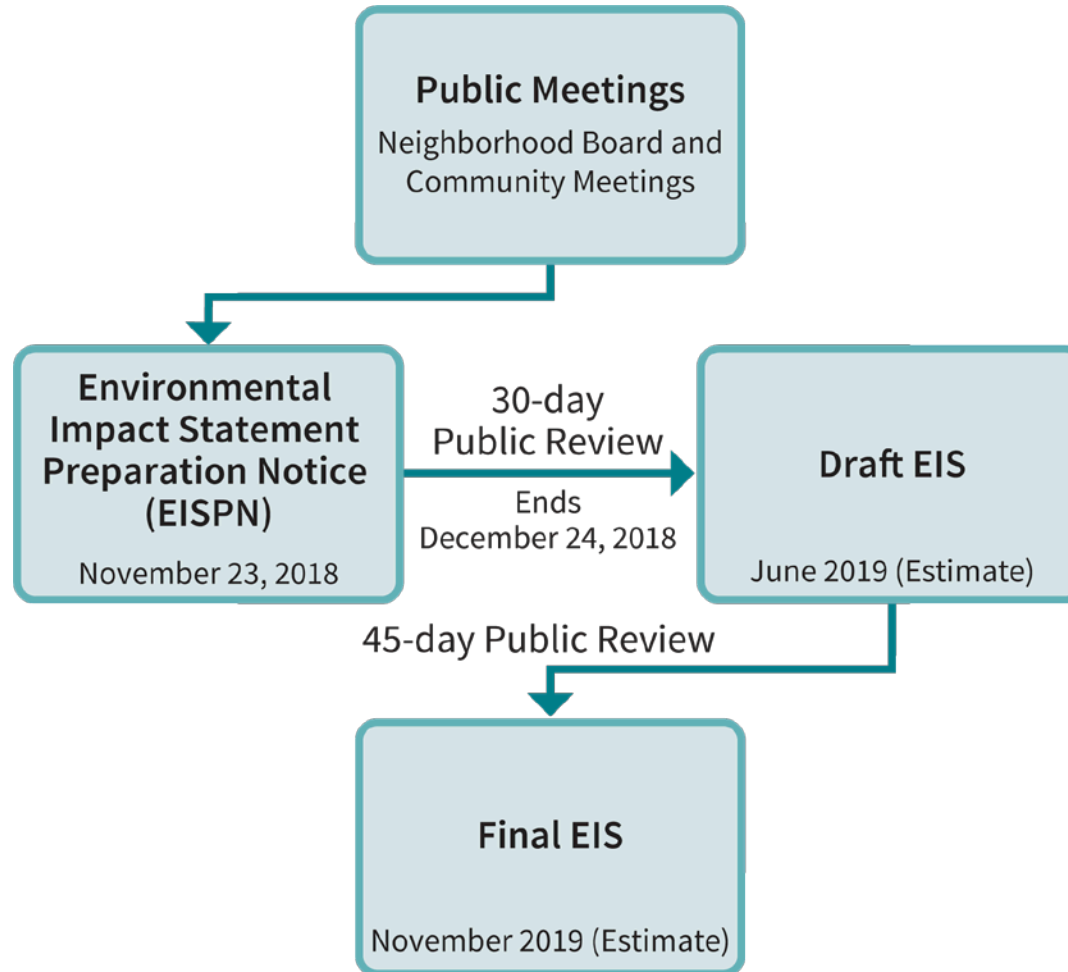 Public Meetings
Neighborhood Board and
Community Meetings
Environmental
Impact Statement
Preparation Notice
(EISPN)
November 23, 2018
30-day
Public Review
Ends
December 24, 2018
Draft EIS
June 2019 (Estimate)
45-day Public Review
Final EIS
November 2019 (Estimate)